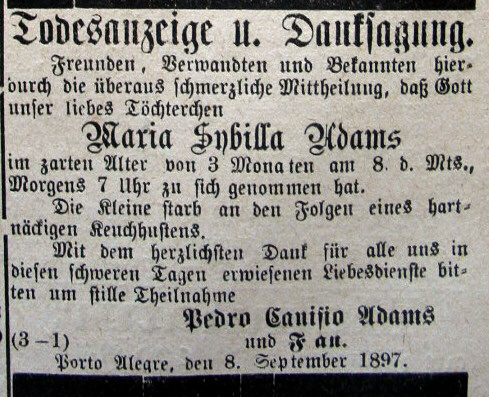 Todesanzeige u. Danksagung.
Freunden, Verwandten und Bekannten hier-
durch die überaus schmerzliche Mittheilung, daß Gott
unser liebes Töchterchen
Maria Sybilla Adams
im zarten Alter von 3 Monaten am 8. d. Mts.,
Morgens 7 Uhr zu sich genommen hat.
Die Kleine starb an den Folgen eines hart-
näckigen Keuchhustens.
Mit dem herzlichsten Dank für alle uns in
diesen schweren Tagen erwiesenen Liebesdienste bit-
ten um stille Theilnahme
Pedro Canisio Adams
(3-1) und F au.
Porto Alegre, den 8. September 1897.